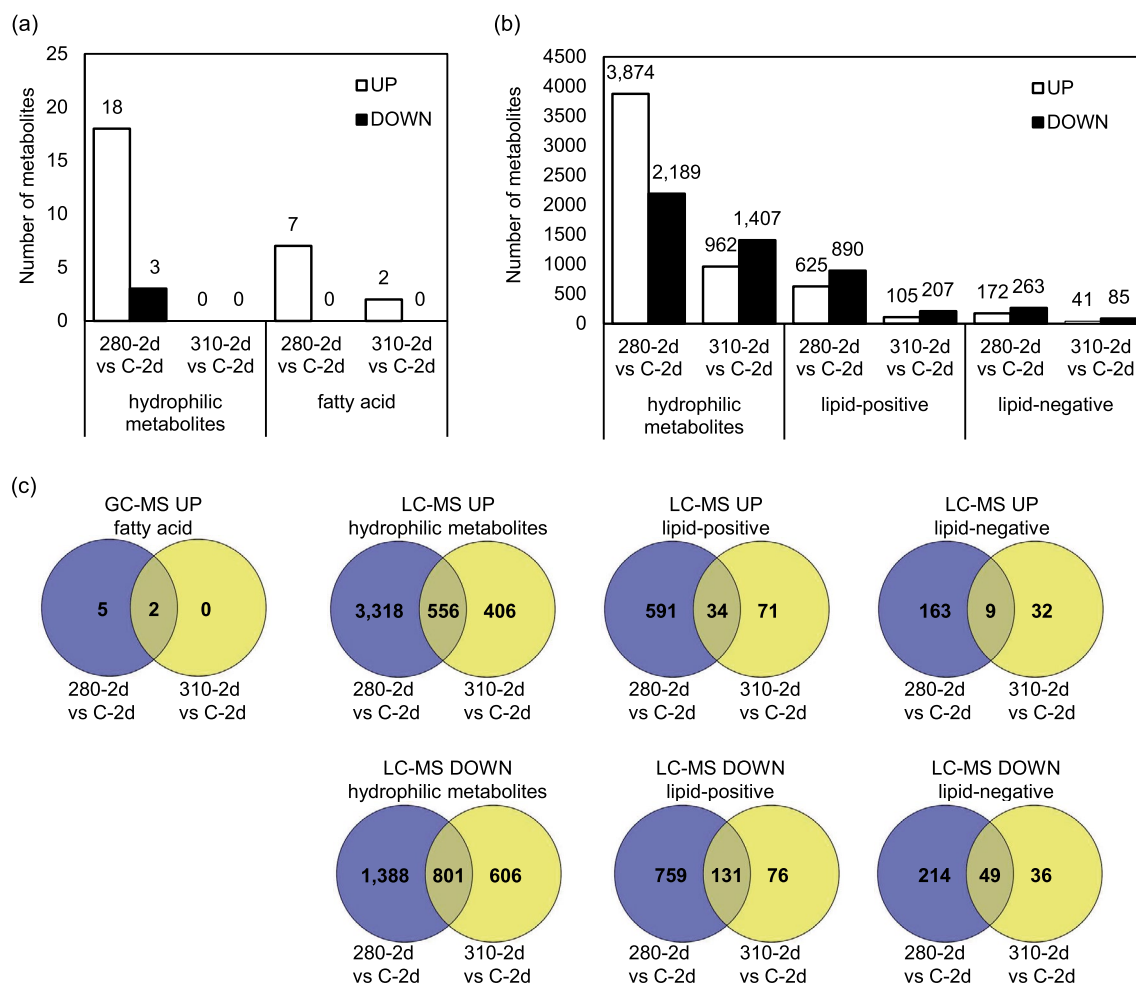 (a)
25
20
15
10
5
0
Number of metabolites
UP
DOWN
18
3
0
0
7
0
2
0
280-2d
vs C-2d
310-2d
vs C-2d
280-2d
vs C-2d
310-2d
vs C-2d
hydrophilic
metabolites
fatty acid
(b)
4500
4000
3500
3000
2500
2000
1500
1000
500
0
Number of metabolites
UP
DOWN
3,874
2,189
962
1,407
625
890
105
207
172
263
41
85
280-2d
vs C-2d
310-2d
vs C-2d
280-2d
vs C-2d
310-2d
vs C-2d
280-2d
vs C-2d
310-2d
vs C-2d
hydrophilic
metabolites
lipid-positive
lipid-negative
(c)
GC-MS UP
fatty acid
5
2
0
280-2d
vs C-2d
310-2d
vs C-2d
LC-MS UP
hydrophilic metabolites
3,318
556
406
280-2d
vs C-2d
310-2d
vs C-2d
LC-MS UP
lipid-positive
591
34
71
280-2d
vs C-2d
310-2d
vs C-2d
LC-MS UP
lipid-negative
163
9
32
280-2d
vs C-2d
310-2d
vs C-2d
LC-MS DOWN
hydrophilic metabolites
1,388
801
606
280-2d
vs C-2d
310-2d
vs C-2d
LC-MS DOWN
lipid-positive
759
131
76
280-2d
vs C-2d
310-2d
vs C-2d
LC-MS DOWN
lipid-negative
214
49
36
280-2d
vs C-2d
310-2d
vs C-2d